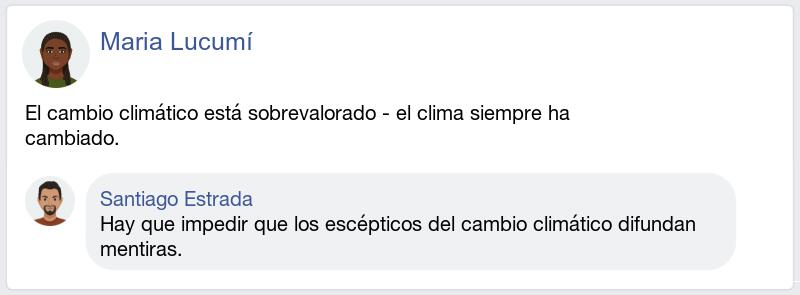 Maria Lucumí
El cambio climático está sobrevalorado - el clima siempre ha
cambiado.
Santiago Estrada
Hay que impedir que los escépticos del cambio climático difundan
mentiras.